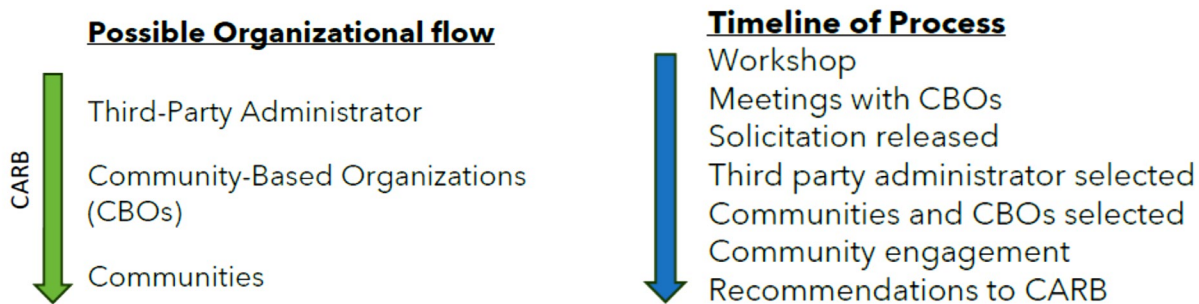 Possible Organizational flow
CARB
Third-Party Administrator
Community-Based Organizations
(CBOs)
Communities
Timeline of Process
Workshop
Meetings with CBOs
Solicitation released
Third party administrator selected
Communities and CBOs selected
Community engagement
Recommendations to CARB